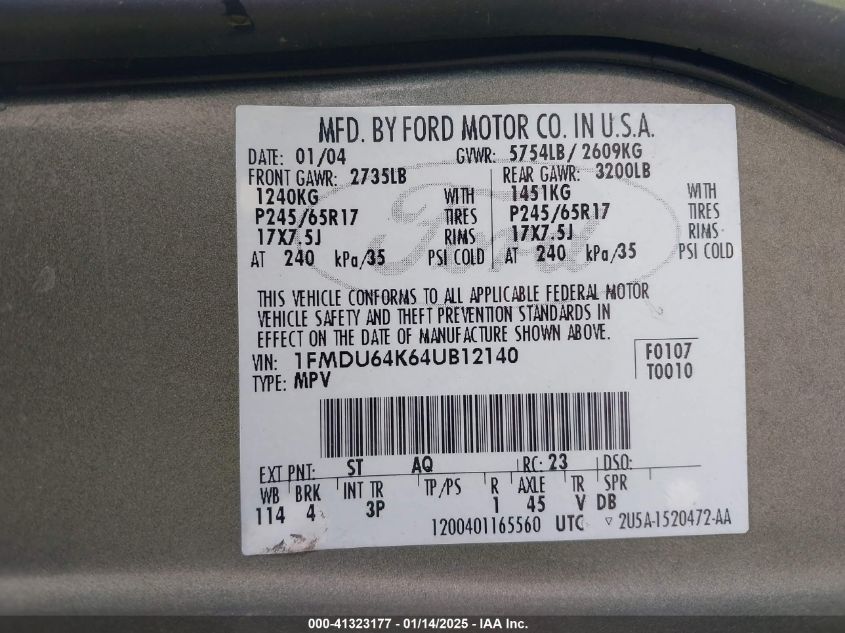 MFD. BY FORD MOTOR CO. IN U.S.A.
DATE: 01/04 GVWR: 5754LB/ 2609KG
FRONT GAWR: 2735LB REAR GAWR: 3200LB
1240KG WITH 1451KG WITH
P245/65R17 TIRES P245/65R17 TIRES
17X7.5J RIMS 17X7.5J RIMS
AT 240 kPa/35 PSI COLD AT 240 kPa/35 PSI COLD
THIS VEHICLE CONFORMS TO ALL APPLICABLE FEDERAL MOTOR
VEHICLE SAFETY AND THEFT PREVENTION STANDARDS IN
EFFECT ON THE DATE OF MANUFACTURE SHOWN ABOVE.
VIN: 1FMDU64K64UB12140 F0107
TYPE: MPV T0010
EXT PNT: ST AQ RC: 23 DSO:
WB BRK INT TR TP/PS R AXLE TR SPR
114 4 3P 1 45 V DB
1200401165560 UTC ▽ 2U5A-1520472-AA
000-41323177 - 01/14/2025 - IAA Inc.